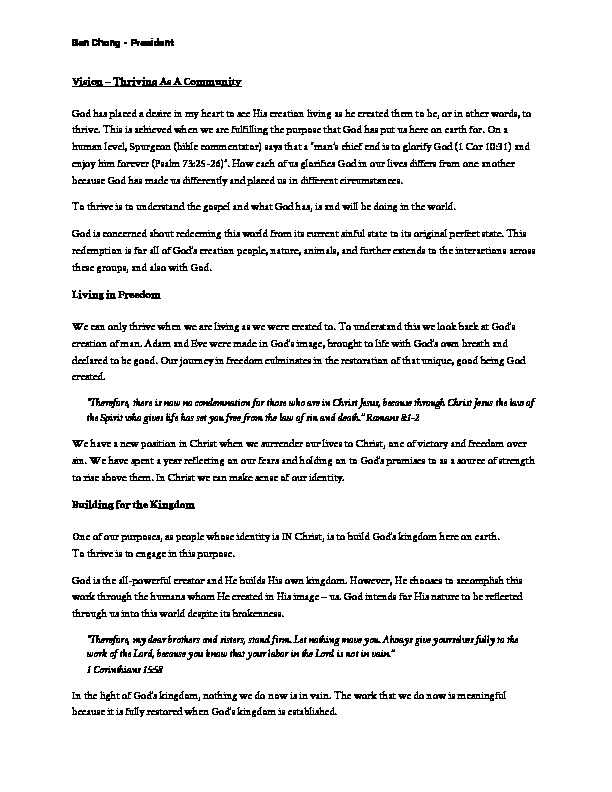 Ben Chong - President
Vision – Thriving As A Community
God has placed a desire in my heart to see His creation living as he created them to be, or in other words, to
thrive. This is achieved when we are fulfilling the purpose that God has put us here on earth for. On a
human level, Spurgeon (bible commentator) says that a "man's chief end is to glorify God (1 Cor 10:31) and
enjoy him forever (Psalm 73:25-26)". How each of us glorifies God in our lives differs from one another
because God has made us differently and placed us in different circumstances.
To thrive is to understand the gospel and what God has, is and will be doing in the world.
God is concerned about redeeming this world from its current sinful state to its original perfect state. This
redemption is for all of God's creation people, nature, animals, and further extends to the interactions across
these groups, and also with God.
Living in Freedom
We can only thrive when we are living as we were created to. To understand this we look back at God's
creation of man. Adam and Eve were made in God's image, brought to life with God's own breath and
declared to be good. Our journey in freedom culminates in the restoration of that unique, good being God
created.
"Therefore, there is now no condemnation for those who are in Christ Jesus, because through Christ Jesus the law of
the Spirit who gives life has set you free from the law of sin and death." Romans 8:1-2
We have a new position in Christ when we surrender our lives to Christ, one of victory and freedom over
sin. We have spent a year reflecting on our fears and holding on to God's promises to as a source of strength
to rise above them. In Christ we can make sense of our identity.
Building for the Kingdom
One of our purposes, as people whose identity is IN Christ, is to build God's kingdom here on earth.
To thrive is to engage in this purpose.
God is the all-powerful creator and He builds His own kingdom. However, He chooses to accomplish this
work through the humans whom He created in His image – us. God intends for His nature to be reflected
through us into this world despite its brokenness.
"Therefore, my dear brothers and sisters, stand firm. Let nothing move you. Always give yourselves fully to the
work of the Lord, because you know that your labor in the Lord is not in vain."
1 Corinthians 15:58
In the light of God's kingdom, nothing we do now is in vain. The work that we do now is meaningful
because it is fully restored when God's kingdom is established.